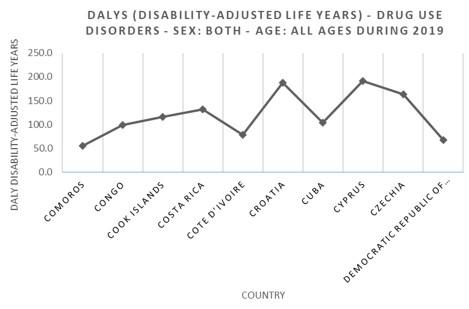 DALYS (DISABILITY-ADJUSTED LIFE YEARS) - DRUG USE
DISORDERS - SEX: BOTH - AGE: ALL AGES DURING 2019
DALY DISABILITY-ADJUSTED LIFE YEARS
250.0
200.0
150.0
100.0
50.0
0.0
COMOROS
CONGO
COOK ISLANDS
COSTA RICA
COTE D'IVOIRE
CROATIA
CUBA
CYPRUS
CZECHIA
DEMOCRATIC REPUBLIC OF...
COUNTRY